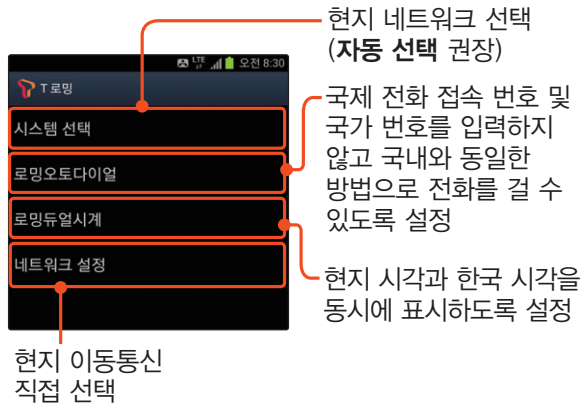 현지 네트워크 선택
(자동 선택 권장)
LTE 오전 8:30
T 로밍
시스템 선택
로밍오토다이얼
로밍듀얼시계
네트워크 설정
국제 전화 접속 번호 및
국가 번호를 입력하지
않고 국내와 동일한
방법으로 전화를 걸 수
있도록 설정
현지 시각과 한국 시각을
동시에 표시하도록 설정
현지 이동통신
직접 선택